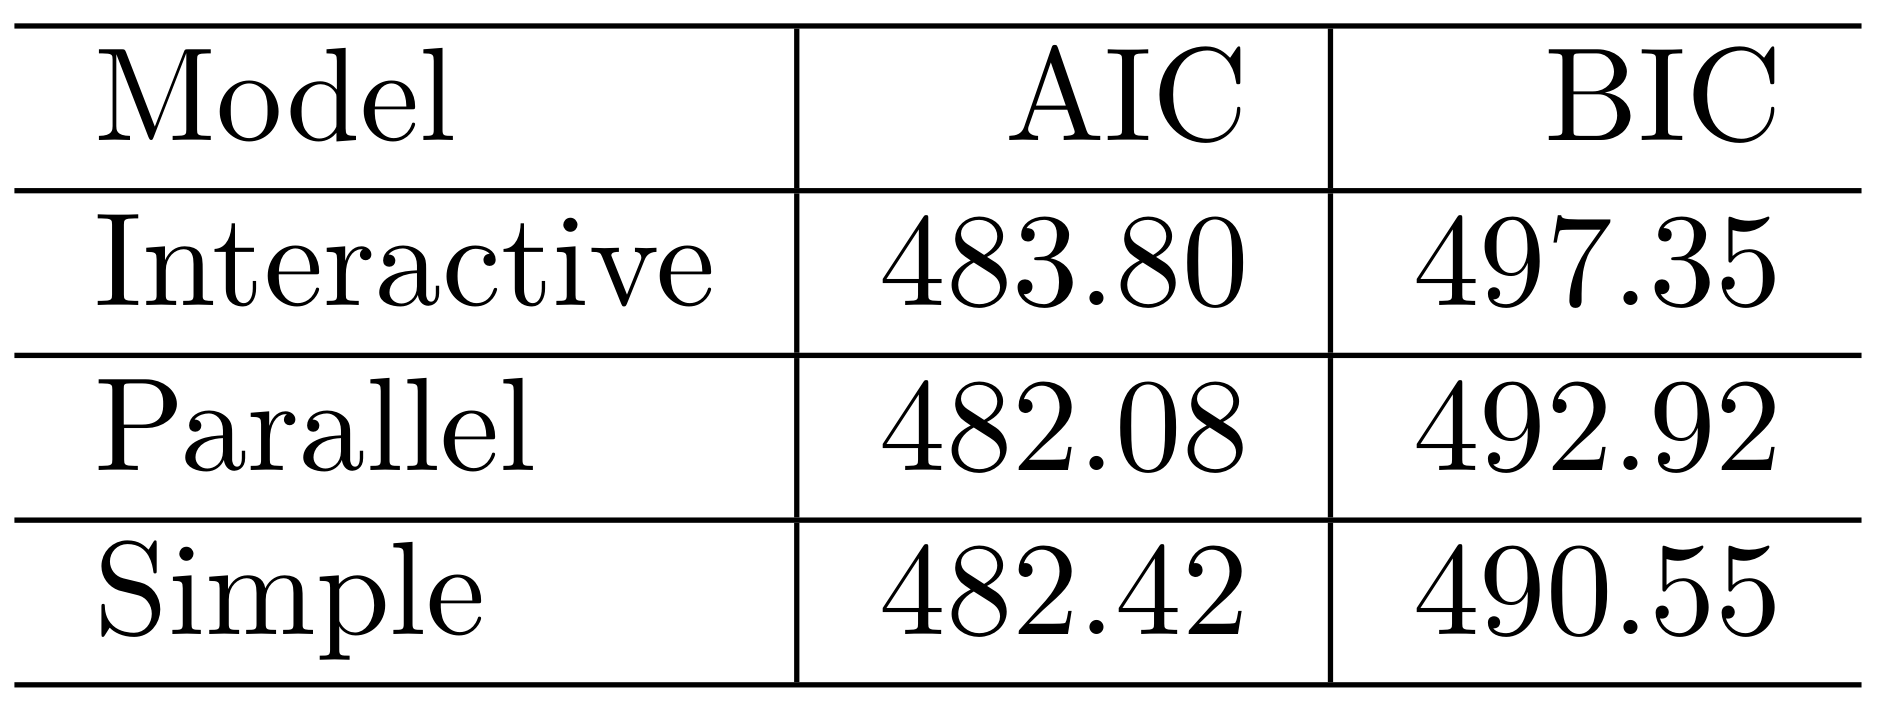 Model AIC BIC
Interactive 483.80 497.35
Parallel 482.08 492.92
Simple 482.42 490.55